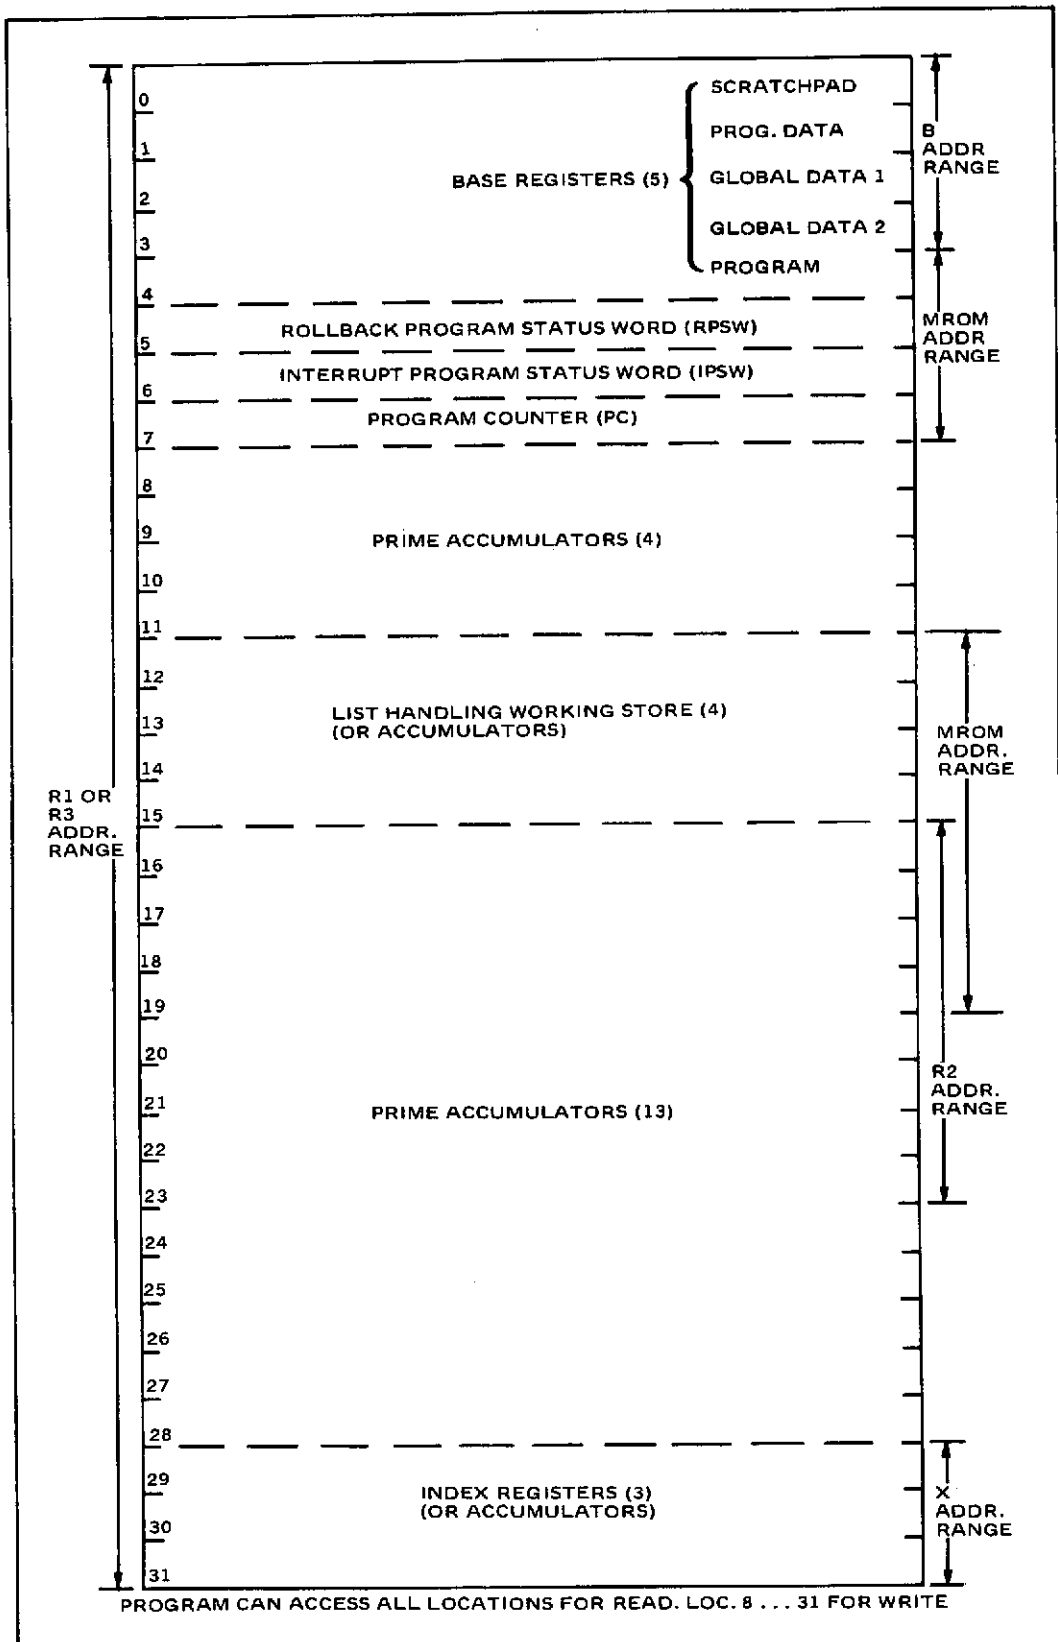 SCRATCHPAD
0
PROG. DATA
B
ADDR
RANGE
1
BASE REGISTERS (5)
GLOBAL DATA 1
2
GLOBAL DATA 2
3
PROGRAM
4
MROM
ADDR
RANGE
ROLLBACK PROGRAM STATUS WORD (RPSW)
5
INTERRUPT PROGRAM STATUS WORD (IPSW)
6
PROGRAM COUNTER (PC)
7
8
9
PRIME ACCUMULATORS (4)
10
11
12
LIST HANDLING WORKING STORE (4)
(OR ACCUMULATORS)
13
MROM
ADDR.
RANGE
14
R1 OR
R3
ADDR.
RANGE
15
16
17
18
19
20
R2
ADDR.
RANGE
21
PRIME ACCUMULATORS (13)
22
23
24
25
26
27
28
29
INDEX REGISTERS (3)
(OR ACCUMULATORS)
X
ADDR.
RANGE
30
31
PROGRAM CAN ACCESS ALL LOCATIONS FOR READ. LOC. 8 ... 31 FOR WRITE